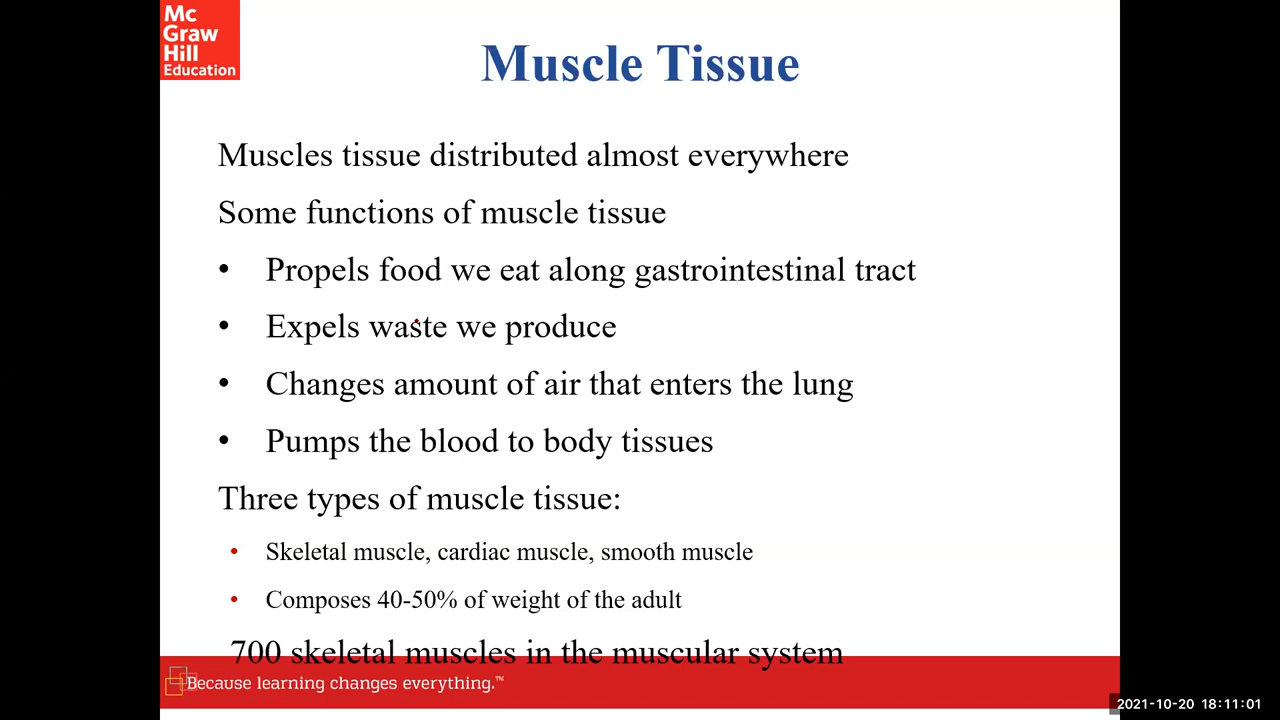 Mc
Graw
Hill
Education
Muscle Tissue
Muscles tissue distributed almost everywhere
Some functions of muscle tissue
• Propels food we eat along gastrointestinal tract
• Expels waste we produce
• Changes amount of air that enters the lung
• Pumps the blood to body tissues
Three types of muscle tissue:
• Skeletal muscle, cardiac muscle, smooth muscle
• Composes 40-50% of weight of the adult
700 skeletal muscles in the muscular system
Because learning changes everything.™
2021-10-20 18:11:01